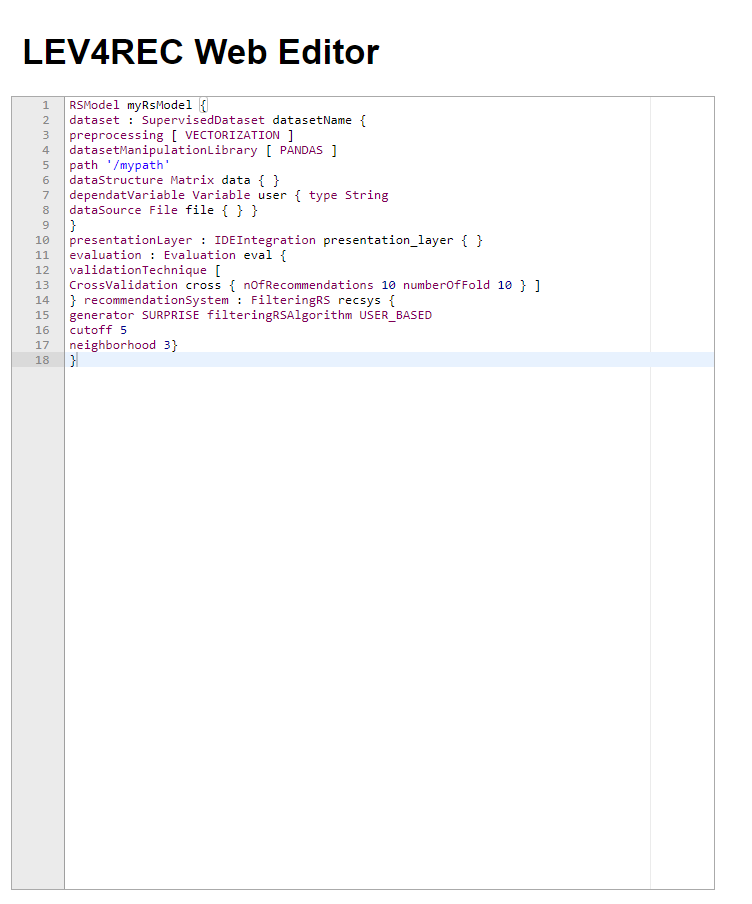 LEV4REC Web Editor
1 RSModel myRsModel {
2 dataset : SupervisedDataset datasetName {
3 preprocessing [ VECTORIZATION ]
4 datasetManipulationLibrary [ PANDAS ]
5 path '/mypath'
6 dataStructure Matrix data { }
7 dependatVariable Variable user { type String
8 dataSource File file { } }
9 }
10 presentationLayer : IDEIntegration presentation_layer { }
11 evaluation : Evaluation eval {
12 validationTechnique [
13 CrossValidation cross { nOfRecommendations 10 numberOfFold 10 } ]
14 } recommendationSystem : FilteringRS recsys {
15 generator SURPRISE filteringRSAlgorithm USER_BASED
16 cutoff 5
17 neighborhood 3}
18 }